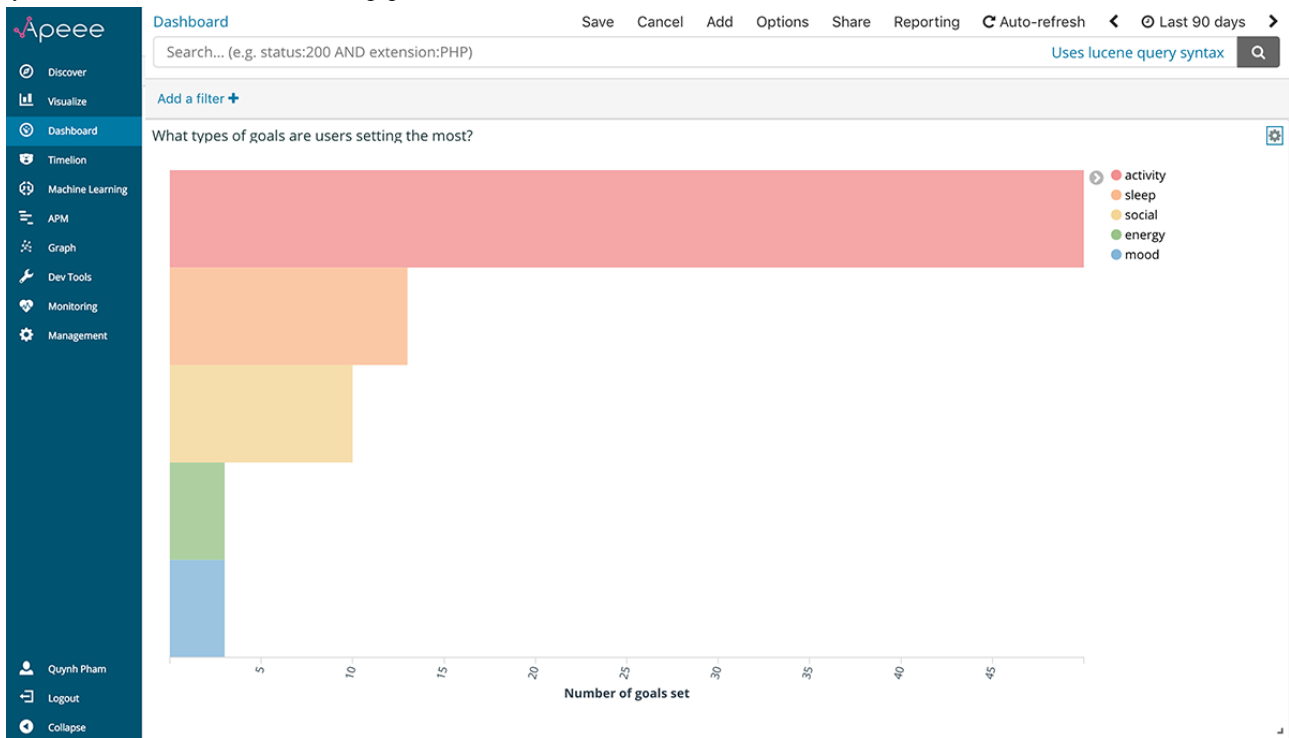 Apeee
Dashboard Save Cancel Add Options Share Reporting Auto-refresh Last 90 days
Search... (e.g. status:200 AND extension:PHP) Uses lucene query syntax
Discover
Visualize
Dashboard
Timelion
Machine Learning
APM
Graph
Dev Tools
Monitoring
Management
Quynh Pham
Logout
Collapse
Add a filter
What types of goals are users setting the most?
activity
sleep
social
energy
mood
5 10 15 20 25 30 35 40 45
Number of goals set